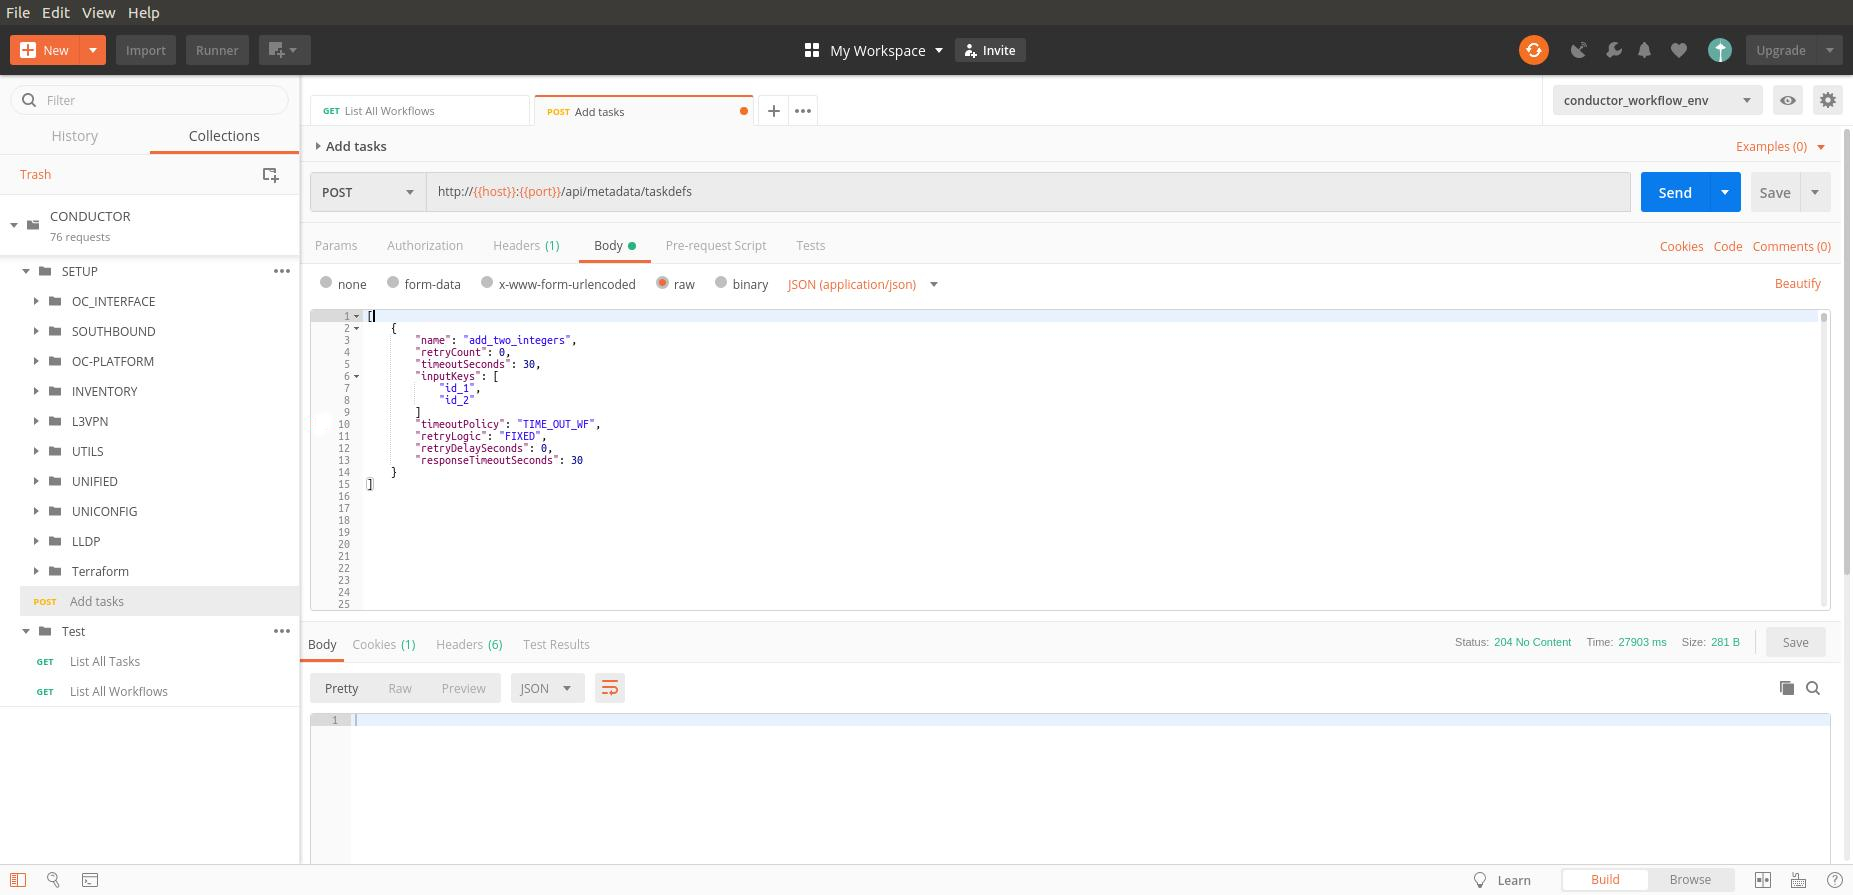 File Edit View Help
New Import Runner My Workspace Invite Upgrade
Filter
History Collections
Trash
CONDUCTOR
76 requests
SETUP
OC_INTERFACE
SOUTHBOUND
OC-PLATFORM
INVENTORY
L3VPN
UTILS
UNIFIED
UNICONFIG
LLDP
Terraform
POST Add tasks
Test
GET List All Tasks
GET List All Workflows
GET List All Workflows POST Add tasks conductor_workflow_env
Add tasks Examples (0)
POST http://{{host}}:{{port}}/api/metadata/taskdefs Send Save
Params Authorization Headers (1) Body Pre-request Script Tests Cookies Code Comments (0)
none form-data x-www-form-urlencoded raw binary JSON (application/json) Beautify
1 [
2 {
3 "name": "add_two_integers",
4 "retryCount": 0,
5 "timeoutSeconds": 30,
6 "inputKeys": [
7 "id_1",
8 "id_2"
9 ]
10 "timeoutPolicy": "TIME_OUT_WF",
11 "retryLogic": "FIXED",
12 "retryDelaySeconds": 0,
13 "responseTimeoutSeconds": 30
14 }
15 ]
16
17
18
19
20
21
22
23
24
25
Body Cookies (1) Headers (6) Test Results Status: 204 No Content Time: 27903 ms Size: 281 B Save
Pretty Raw Preview JSON
1
Learn Build Browse